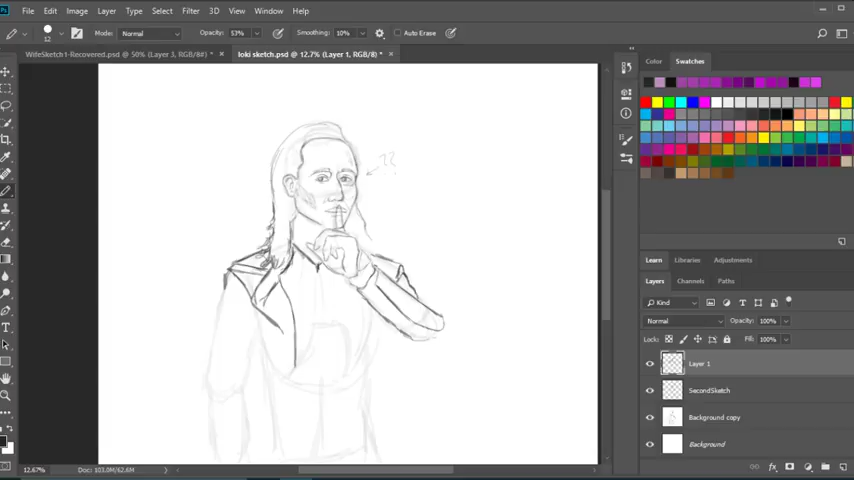 Ps File Edit Image Layer Type Select Filter 3D View Window Help
12 Mode: Normal Opacity: 53% Smoothing: 10% Auto Erase
WifeSketch1-Recovered.psd @ 50% (Layer 3, RGB/8#) * × loki sketch.psd @ 12.7% (Layer 1, RGB/8) * ×
Color Swatches
??
Learn Libraries Adjustments
Layers Channels Paths
Kind
Normal Opacity: 100%
Lock: Fill: 100%
Layer 1
SecondSketch
Background copy
Background
12.67% Doc: 103.0M/62.6M
fx